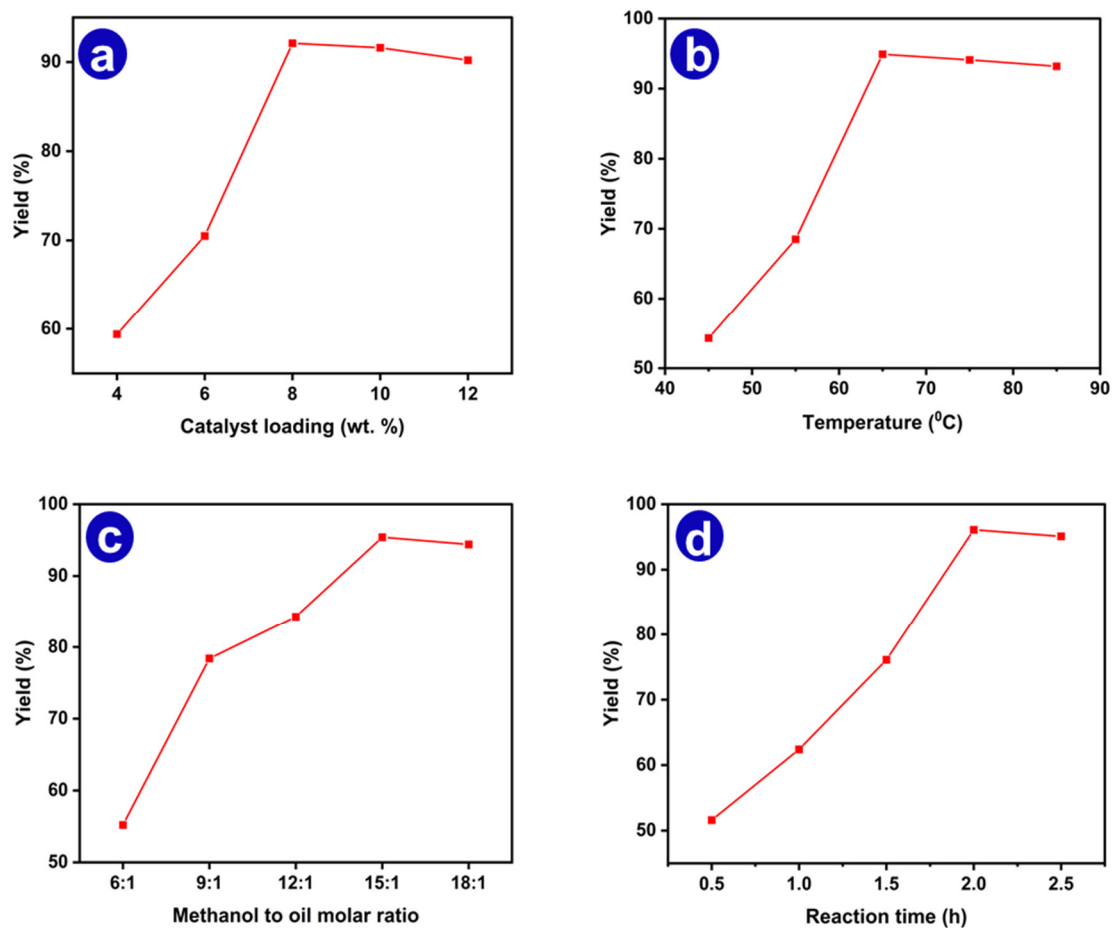 a
90
80
70
60
Yield (%)
4 6 8 10 12
Catalyst loading (wt. %)
b
100
90
80
70
60
50
Yield (%)
40 50 60 70 80 90
Temperature (⁰C)
c
100
90
80
70
60
50
Yield (%)
6:1 9:1 12:1 15:1 18:1
Methanol to oil molar ratio
d
100
90
80
70
60
50
Yield (%)
0.5 1.0 1.5 2.0 2.5
Reaction time (h)